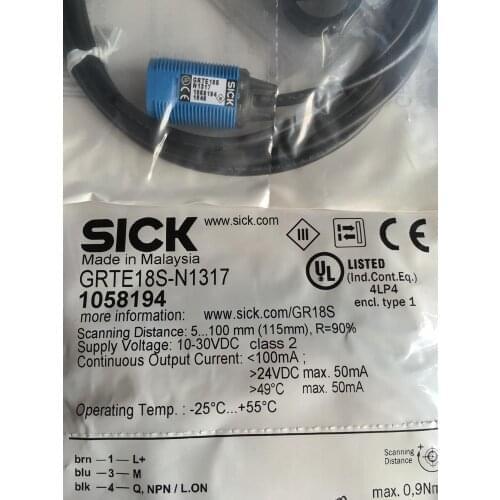 GRTE18S
N1317
1058194
SICK
SICK
www.sick.com
Made in Malaysia
GRTE18S-N1317
1058194
III
UL
LISTED
(Ind.Cont.Eq.)
4LP4
encl. type 1
more information: www.sick.com/GR18S
Scanning Distance: 5...100 mm (115mm), R=90%
Supply Voltage: 10-30VDC class 2
Continuous Output Current: <100mA ;
>24VDC max. 50mA
>49°C max. 50mA
Operating Temp. : -25°C...+55°C
brn – 1 – L+
blu – 3 – M
blk – 4 – Q, NPN / L.ON
Scanning
Distance
max. 0,9Nm